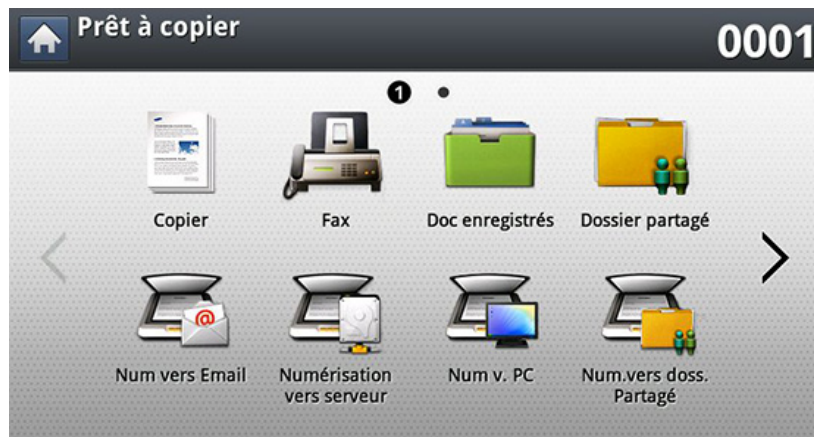 Prêt à copier
0001
1
Copier
Fax
Doc enregistrés
Dossier partagé
Num vers Email
Numérisation
vers serveur
Num v. PC
Num.vers doss.
Partagé